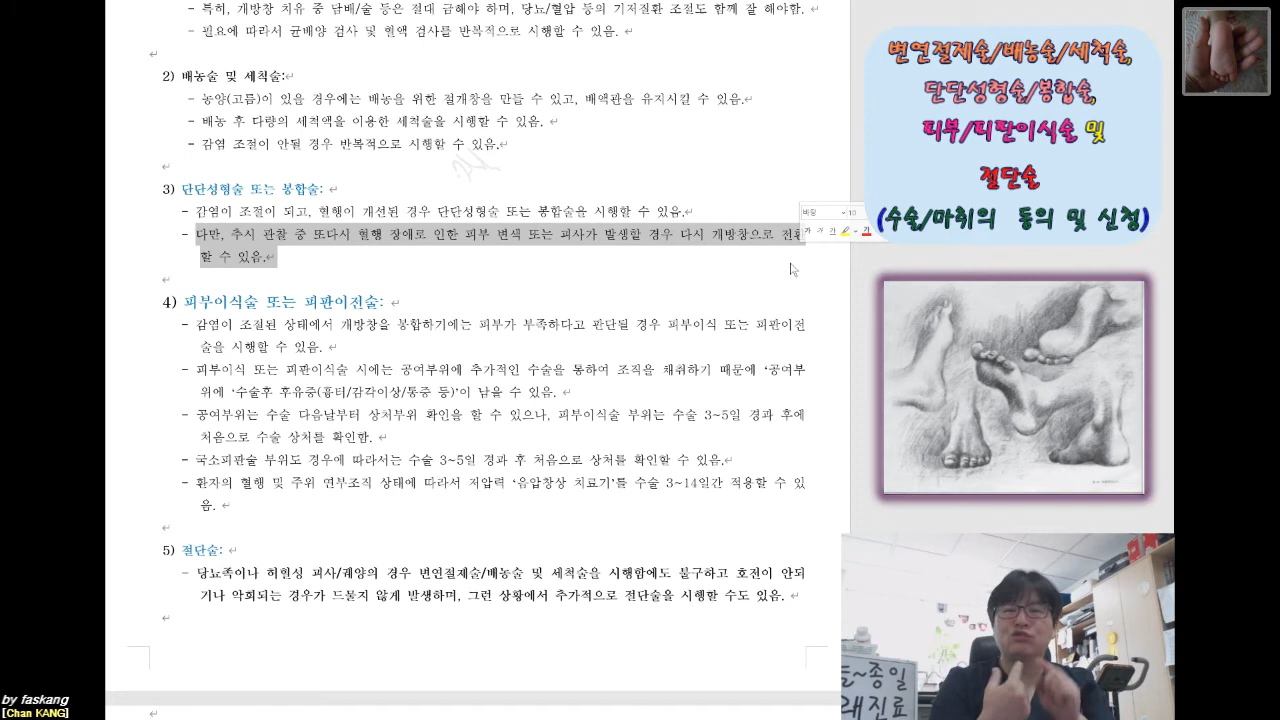 - 특히, 개방창 치유 중 담배/술 등은 절대 금해야 하며, 당뇨/혈압 등의 기저질환 조절도 함께 잘 해야함.
- 필요에 따라서 균배양 검사 및 혈액 검사를 반복적으로 시행할 수 있음.
2) 배농술 및 세척술:
- 농양(고름)이 있을 경우에는 배농을 위한 절개창을 만들 수 있고, 배액관을 유지시킬 수 있음.
- 배농 후 다량의 세척액을 이용한 세척술을 시행할 수 있음.
- 감염 조절이 안될 경우 반복적으로 시행할 수 있음.
3) 단단성형술 또는 봉합술:
- 감염이 조절이 되고, 혈행이 개선된 경우 단단성형술 또는 봉합술을 시행할 수 있음.
- 다만, 추시 관찰 중 또다시 혈행 장애로 인한 피부 변색 또는 괴사가 발생할 경우 다시 개방창으로 전환
할 수 있음.
4) 피부이식술 또는 피판이전술:
- 감염이 조절된 상태에서 개방창을 봉합하기에는 피부가 부족하다고 판단될 경우 피부이식 또는 피판이전
술을 시행할 수 있음.
- 피부이식 또는 피판이식술 시에는 공여부위에 추가적인 수술을 통하여 조직을 채취하기 때문에 '공여부
위에 '수술후 후유증(흉터/감각이상/통증 등)'이 남을 수 있음.
- 공여부위는 수술 다음날부터 상처부위 확인을 할 수 있으나, 피부이식술 부위는 수술 3~5일 경과 후에
처음으로 수술 상처를 확인함.
- 국소피판술 부위도 경우에 따라서는 수술 3~5일 경과 후 처음으로 상처를 확인할 수 있음.
- 환자의 혈행 및 주위 연부조직 상태에 따라서 저압력 '음압창상 치료기'를 수술 3~14일간 적용할 수 있
음.
5) 절단술:
- 당뇨족이나 허혈성 괴사/궤양의 경우 변연절제술/배농술 및 세척술을 시행함에도 불구하고 호전이 안되
거나 악화되는 경우가 드물지 않게 발생하며, 그런 상황에서 추가적으로 절단술을 시행할 수도 있음.
바탕 10
가 가 가 가
변연절제술/배농술/세척술,
단단성형술/봉합술,
피부/피판이식술 및
절단술
(수술/마취의 동의 및 신청)
종일
래진료
by faskang
[Chan KANG]